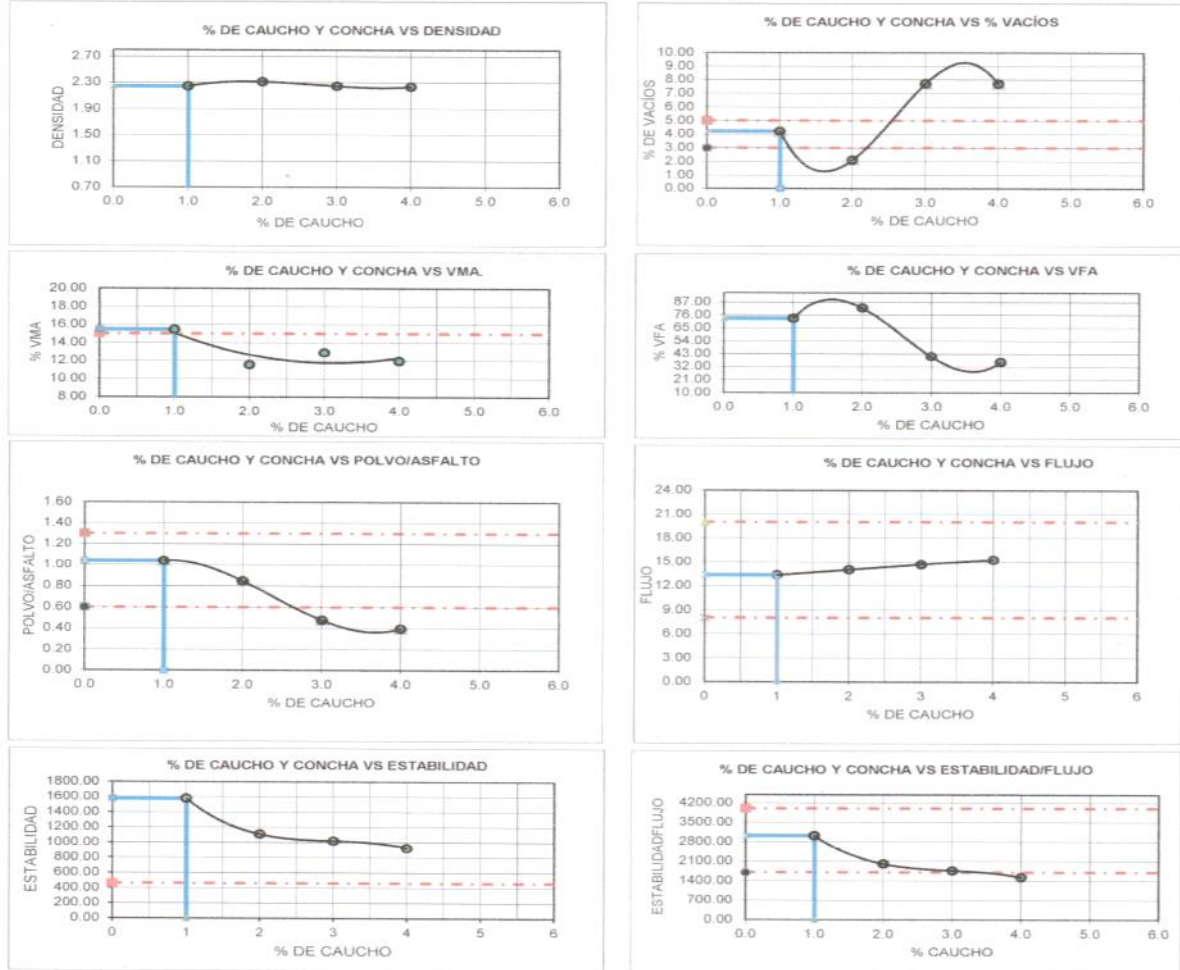 % DE CAUCHO Y CONCHA VS DENSIDAD
DENSIDAD
2.70
2.30
1.90
1.50
1.10
0.70
0.0 1.0 2.0 3.0 4.0 5.0 6.0
% DE CAUCHO
% DE CAUCHO Y CONCHA VS % VACÍOS
% DE VACÍOS
10.00
9.00
8.00
7.00
6.00
5.00
4.00
3.00
2.00
1.00
0.00
0.0 1.0 2.0 3.0 4.0 5.0 6.0
% DE CAUCHO
% DE CAUCHO Y CONCHA VS VMA.
% VMA
20.00
18.00
16.00
14.00
12.00
10.00
8.00
0.0 1.0 2.0 3.0 4.0 5.0 6.0
% DE CAUCHO
% DE CAUCHO Y CONCHA VS VFA
% VFA
87.00
76.00
65.00
54.00
43.00
32.00
21.00
10.00
0.0 1.0 2.0 3.0 4.0 5.0 6.0
% DE CAUCHO
% DE CAUCHO Y CONCHA VS POLVO/ASFALTO
POLVO/ASFALTO
1.60
1.40
1.20
1.00
0.80
0.60
0.40
0.20
0.00
0.0 1.0 2.0 3.0 4.0 5.0 6.0
% DE CAUCHO
% DE CAUCHO Y CONCHA VS FLUJO
FLUJO
24.00
21.00
18.00
15.00
12.00
9.00
6.00
3.00
0.00
0 1 2 3 4 5 6
% DE CAUCHO
% DE CAUCHO Y CONCHA VS ESTABILIDAD
ESTABILIDAD
1800.00
1600.00
1400.00
1200.00
1000.00
800.00
600.00
400.00
200.00
0.00
0 1 2 3 4 5 6
% DE CAUCHO
% DE CAUCHO Y CONCHA VS ESTABILIDAD/FLUJO
ESTABILIDAD/FLUJO
4200.00
3500.00
2800.00
2100.00
1400.00
700.00
0.00
0.0 1.0 2.0 3.0 4.0 5.0 6.0
% CAUCHO